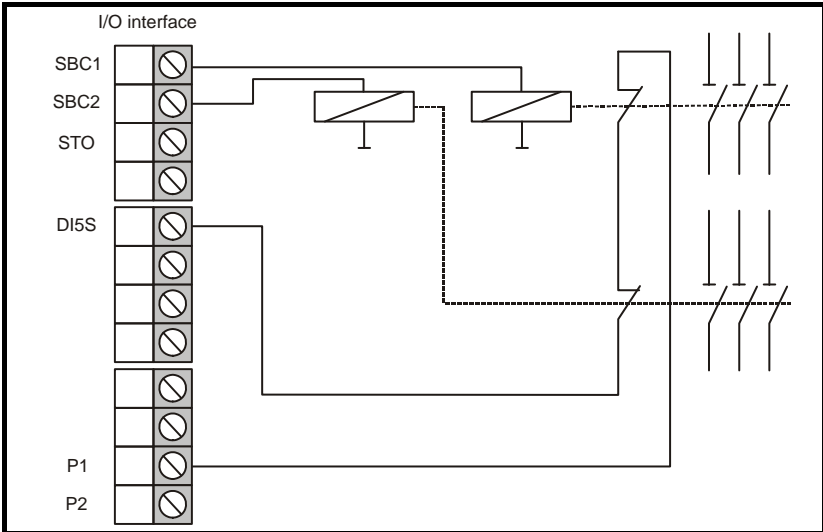 I/O interface
SBC1
SBC2
STO
DI5S
P1
P2